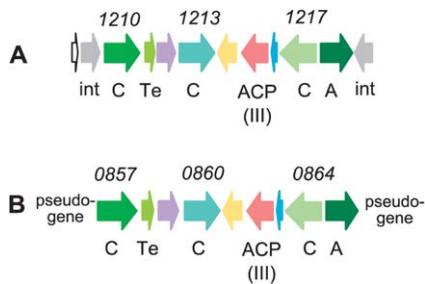 1210 1213 1217
A
int C Te C ACP C A int
(III)
0857 0860 0864
B pseudo- pseudo-
gene gene
C Te C ACP C A
(III)